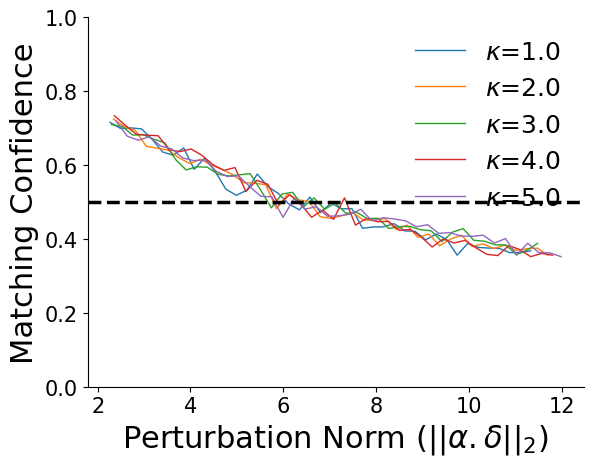 Matching Confidence
1.0
0.8
0.6
0.4
0.2
0.0
κ=1.0
κ=2.0
κ=3.0
κ=4.0
κ=5.0
2 4 6 8 10 12
Perturbation Norm (||α.δ||₂)